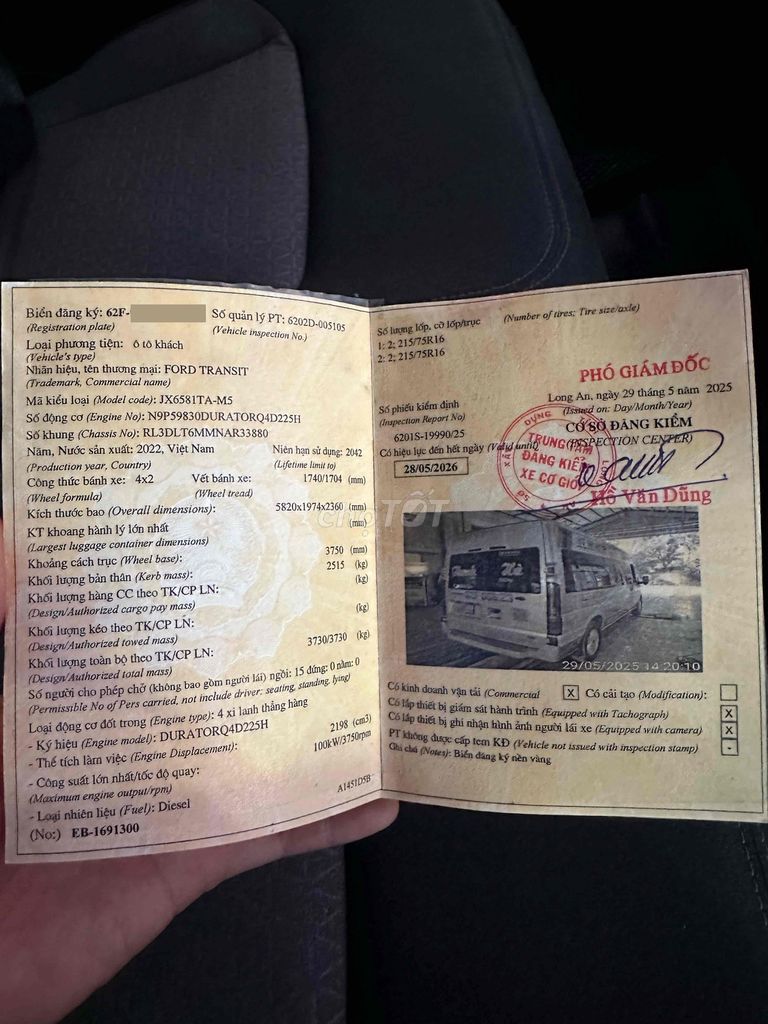 Biển đăng ký: 62F-
(Registration plate)
Số quản lý PT: 6202D-005105
(Vehicle inspection No.)
Loại phương tiện: ô tô khách
(Vehicle's type)
Nhãn hiệu, tên thương mại: FORD TRANSIT
(Trademark, Commercial name)
Mã kiểu loại (Model code): JX6581TA-M5
Số động cơ (Engine No): N9P59830DURATORQ4D225H
Số khung (Chassis No): RL3DLT6MMNAR33880
Năm, Nước sản xuất: 2022, Việt Nam
(Production year, Country)
Niên hạn sử dụng: 2042
(Lifetime limit to)
Công thức bánh xe: 4x2
(Wheel formula)
Vết bánh xe: 1740/1704 (mm)
(Wheel tread)
Kích thước bao (Overall dimensions): 5820x1974x2360 (mm)
KT khoang hành lý lớn nhất (mm)
(Largest luggage container dimensions)
Khoảng cách trục (Wheel base): 3750 (mm)
Khối lượng bản thân (Kerb mass): 2515 (kg)
Khối lượng hàng CC theo TK/CP LN: (kg)
(Design/Authorized cargo pay mass)
Khối lượng kéo theo TK/CP LN: (kg)
(Design/Authorized towed mass)
Khối lượng toàn bộ theo TK/CP LN: 3730/3730 (kg)
(Design/Authorized total mass)
Số người cho phép chở (không bao gồm người lái) ngồi: 15 đứng: 0 nằm: 0
(Permissible No of Pers carried, not include driver: seating, standing, lying)
Loại động cơ đốt trong (Engine type): 4 xi lanh thẳng hàng
- Ký hiệu (Engine model): DURATORQ4D225H
- Thể tích làm việc (Engine Displacement): 2198 (cm3)
- Công suất lớn nhất/tốc độ quay: 100kW/3750rpm
(Maximum engine output/rpm)
- Loại nhiên liệu (Fuel): Diesel
A1451D5B
(No:) EB-1691300
Số lượng lốp, cỡ lốp/trục (Number of tires; Tire size/axle)
1: 2; 215/75R16
2: 2; 215/75R16
PHÓ GIÁM ĐỐC
Long An, ngày 29 tháng 5 năm 2025
(Issued on: Day/Month/Year)
Số phiếu kiểm định
(Inspection Report No)
6201S-19990/25
CƠ SỞ ĐĂNG KIỂM
(INSPECTION CENTER)
Có hiệu lực đến hết ngày (Valid until)
28/05/2026
TRUNG TÂM
ĐĂNG KIỂM
XE CƠ GIỚI
Hồ Văn Dũng
chợTỐT
29/05/2025 14:20:10
Có kinh doanh vận tải (Commercial X Có cải tạo (Modification):
Có lắp thiết bị giám sát hành trình (Equipped with Tachograph) X
Có lắp thiết bị ghi nhận hình ảnh người lái xe (Equipped with camera) X
PT không được cấp tem KĐ (Vehicle not issued with inspection stamp) -
Ghi chú (Notes): Biển đăng ký nền vàng